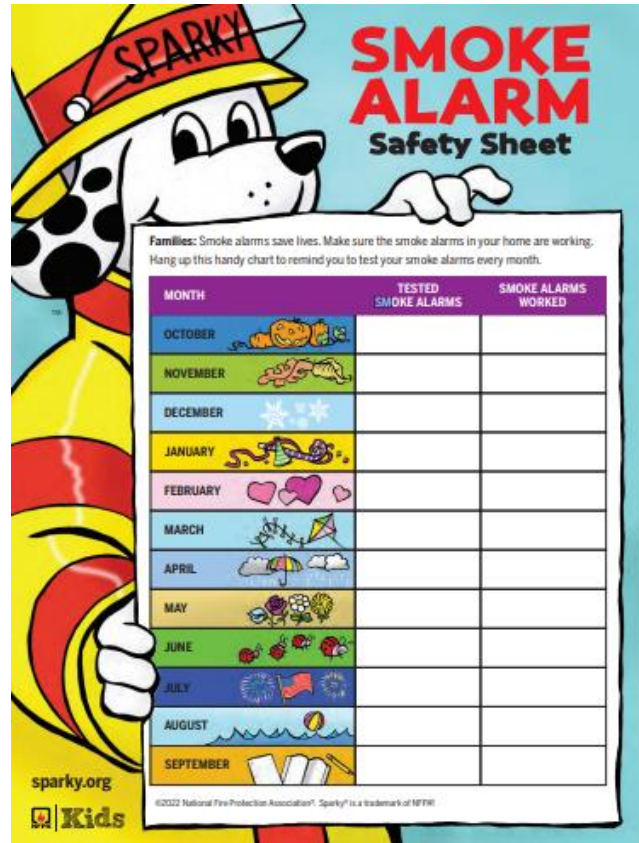 SPARKY
SMOKE
ALARM
Safety Sheet
Families: Smoke alarms save lives. Make sure the smoke alarms in your home are working.
Hang up this handy chart to remind you to test your smoke alarms every month.
MONTH
TESTED
SMOKE ALARMS
SMOKE ALARMS
WORKED
OCTOBER
NOVEMBER
DECEMBER
JANUARY
FEBRUARY
MARCH
APRIL
MAY
JUNE
JULY
AUGUST
SEPTEMBER
TM
sparky.org
©2022 National Fire Protection Association®. Sparky® is a trademark of NFPA®
NFPA
Kids